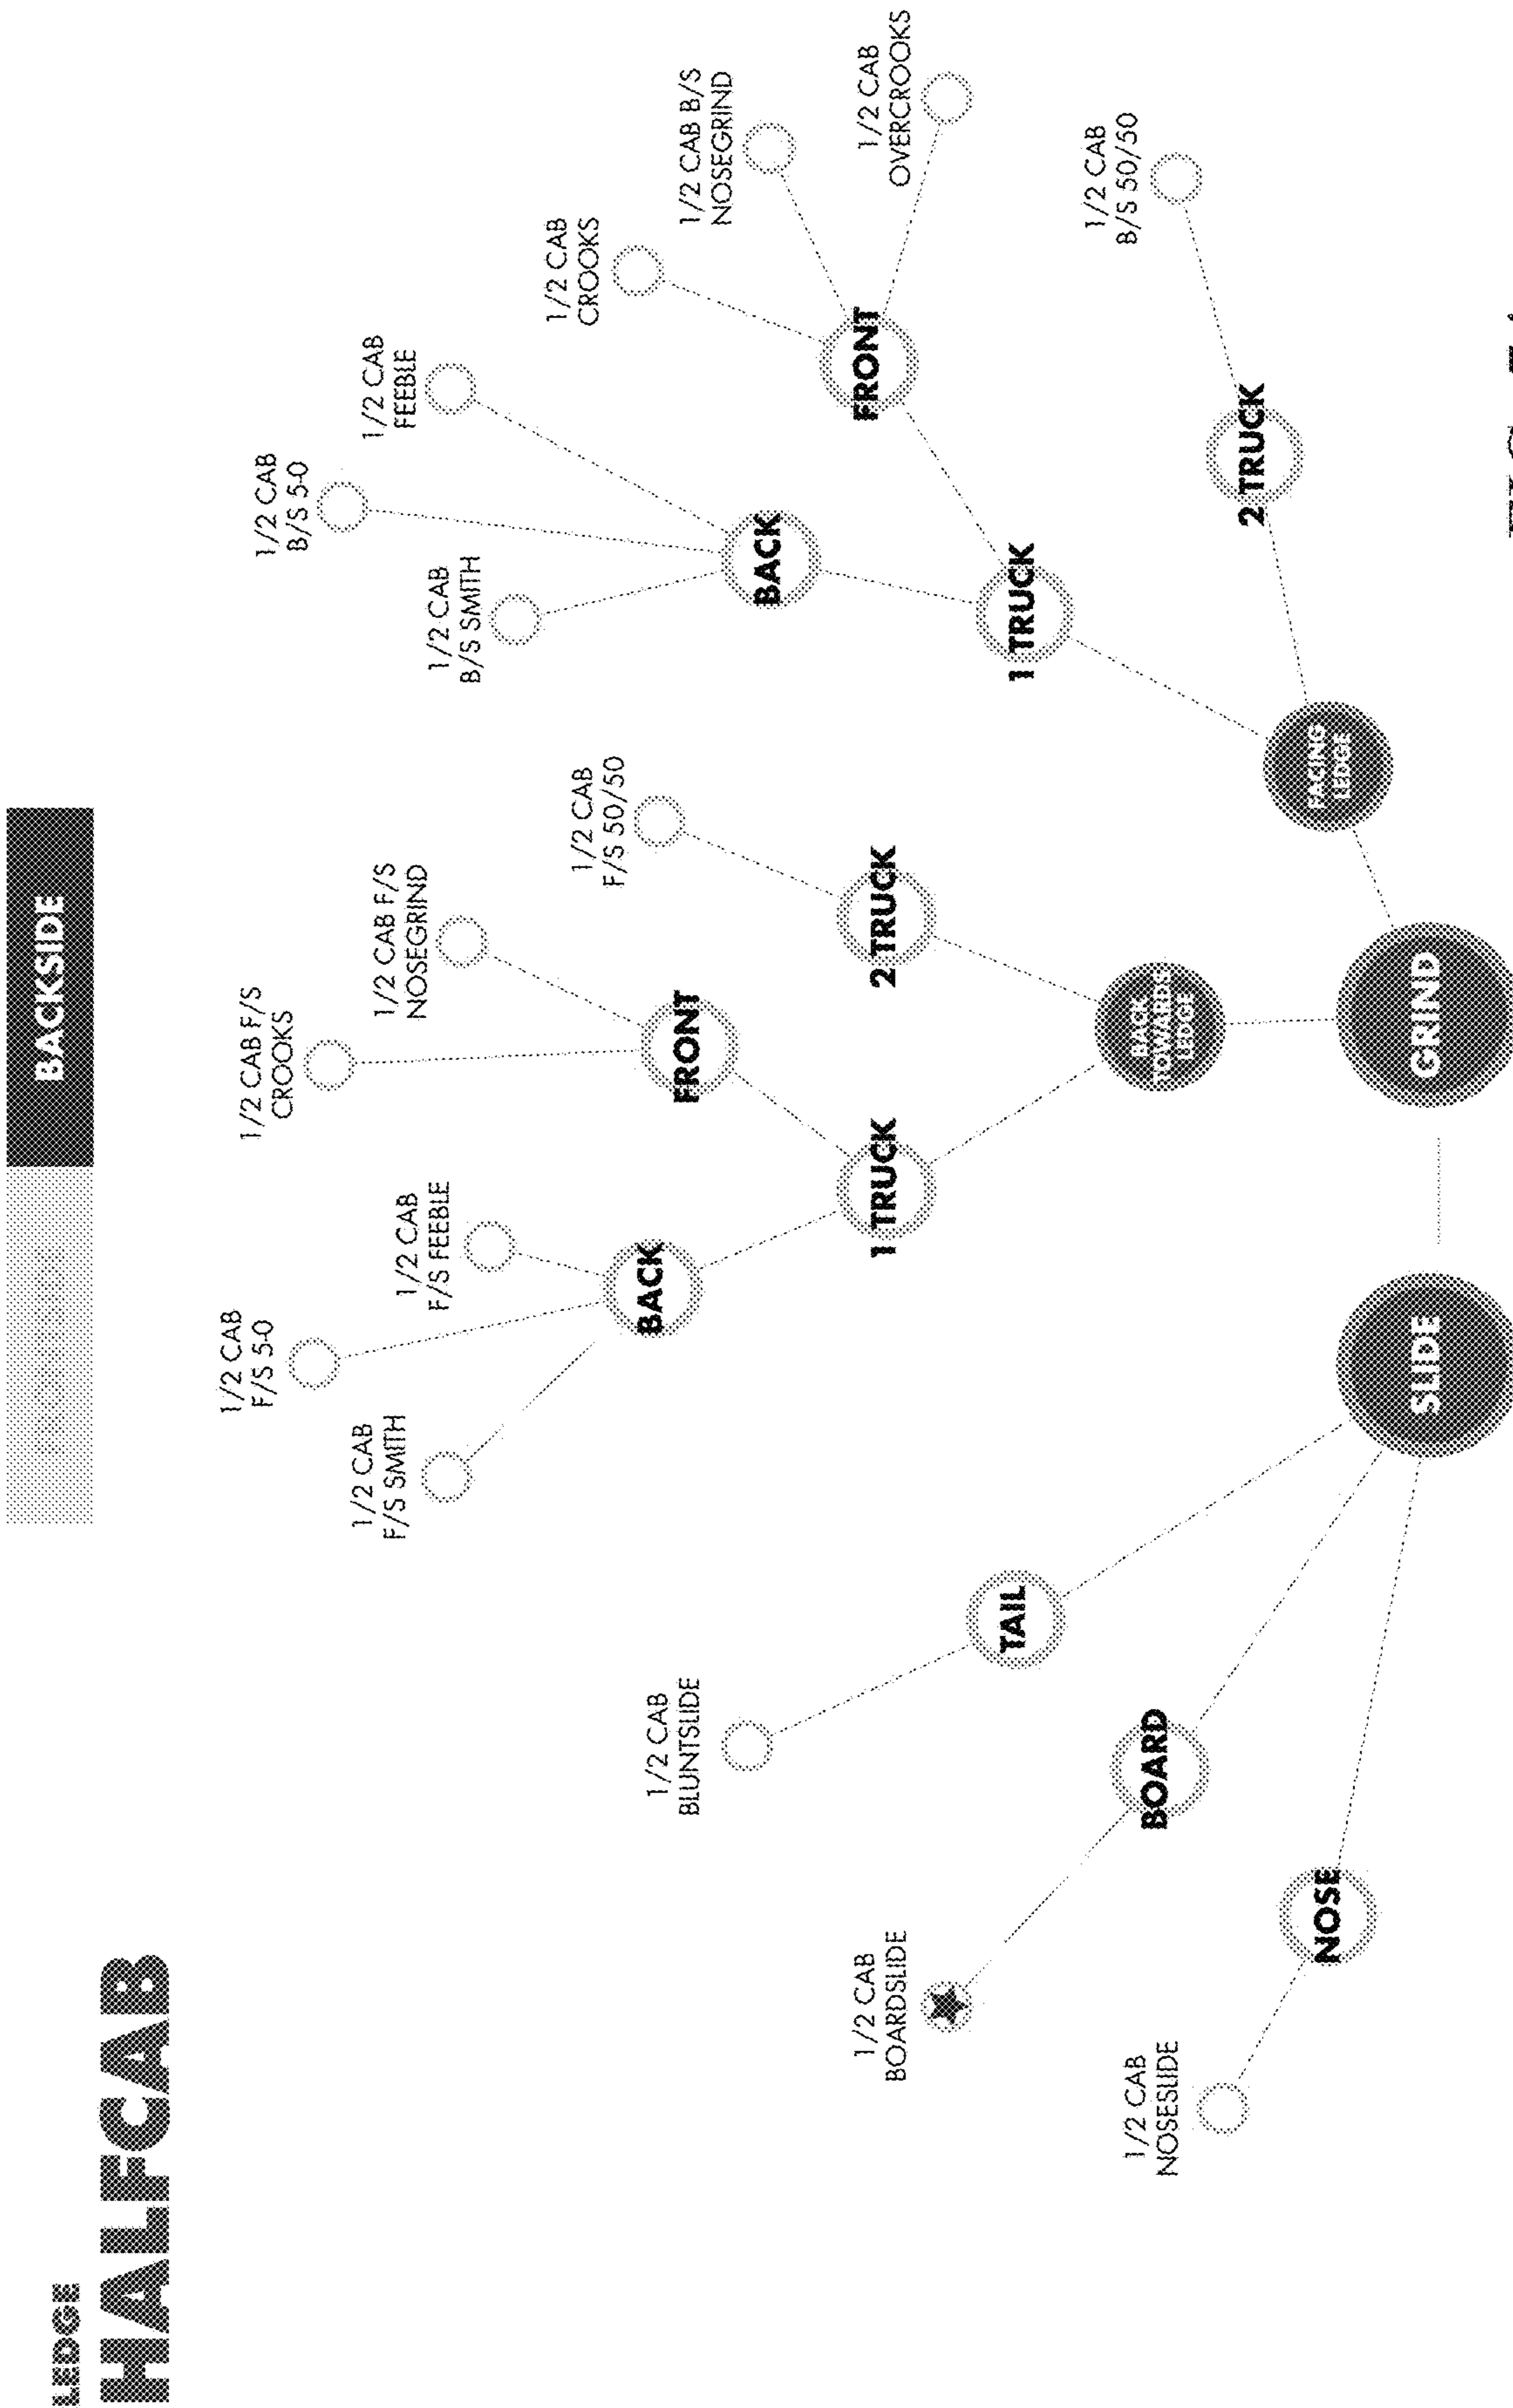 LEDGE
HALFCAB
BACKSIDE
1/2 CAB
NOSESLIDE
1/2 CAB
BOARDSLIDE
1/2 CAB
BLUNTSLIDE
NOSE
BOARD
TAIL
SLIDE
1/2 CAB
F/S SMITH
1/2 CAB
F/S 5-0
1/2 CAB
F/S FEEBLE
BACK
1/2 CAB F/S
CROOKS
1/2 CAB F/S
NOSEGRIND
FRONT
1 TRUCK
1/2 CAB
F/S 50/50
2 TRUCK
BACK
TOWARDS
LEDGE
GRIND
1/2 CAB
B/S SMITH
1/2 CAB
B/S 5-0
1/2 CAB
FEEBLE
BACK
1/2 CAB
CROOKS
1/2 CAB B/S
NOSEGRIND
1/2 CAB
OVERCROOKS
FRONT
1 TRUCK
1/2 CAB
B/S 50/50
2 TRUCK
FACING
LEDGE